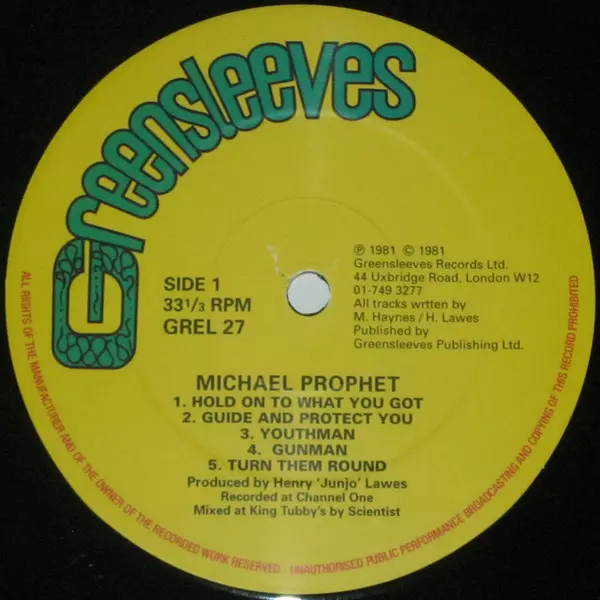 Greensleeves
SIDE 1
33 1/3 RPM
GREL 27
℗ 1981 © 1981
Greensleeves Records Ltd.
44 Uxbridge Road, London W12
01-749 3277
All tracks wrtten by
M. Haynes / H. Lawes
Published by
Greensleeves Publishing Ltd.
MICHAEL PROPHET
1. HOLD ON TO WHAT YOU GOT
2. GUIDE AND PROTECT YOU
3. YOUTHMAN
4. GUNMAN
5. TURN THEM ROUND
Produced by Henry 'Junjo' Lawes
Recorded at Channel One
Mixed at King Tubby's by Scientist
ALL RIGHTS OF THE MANUFACTURER AND OF THE OWNER OF THE RECORDED WORK RESERVED - UNAUTHORISED PUBLIC PERFORMANCE BROADCASTING AND COPYING OF THIS RECORD PROHIBITED